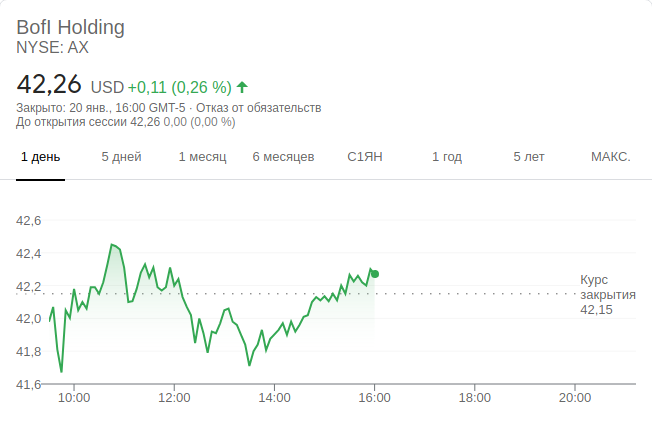 BofI Holding
NYSE: AX
42,26 USD +0,11 (0,26 %)
Закрыто: 20 янв., 16:00 GMT-5 · Отказ от обязательств
До открытия сессии 42,26 0,00 (0,00 %)
1 день 5 дней 1 месяц 6 месяцев С1ЯН 1 год 5 лет МАКС.
42,6
42,4
42,2
42,0
41,8
41,6
Курс
закрытия
42,15
10:00 12:00 14:00 16:00 18:00 20:00